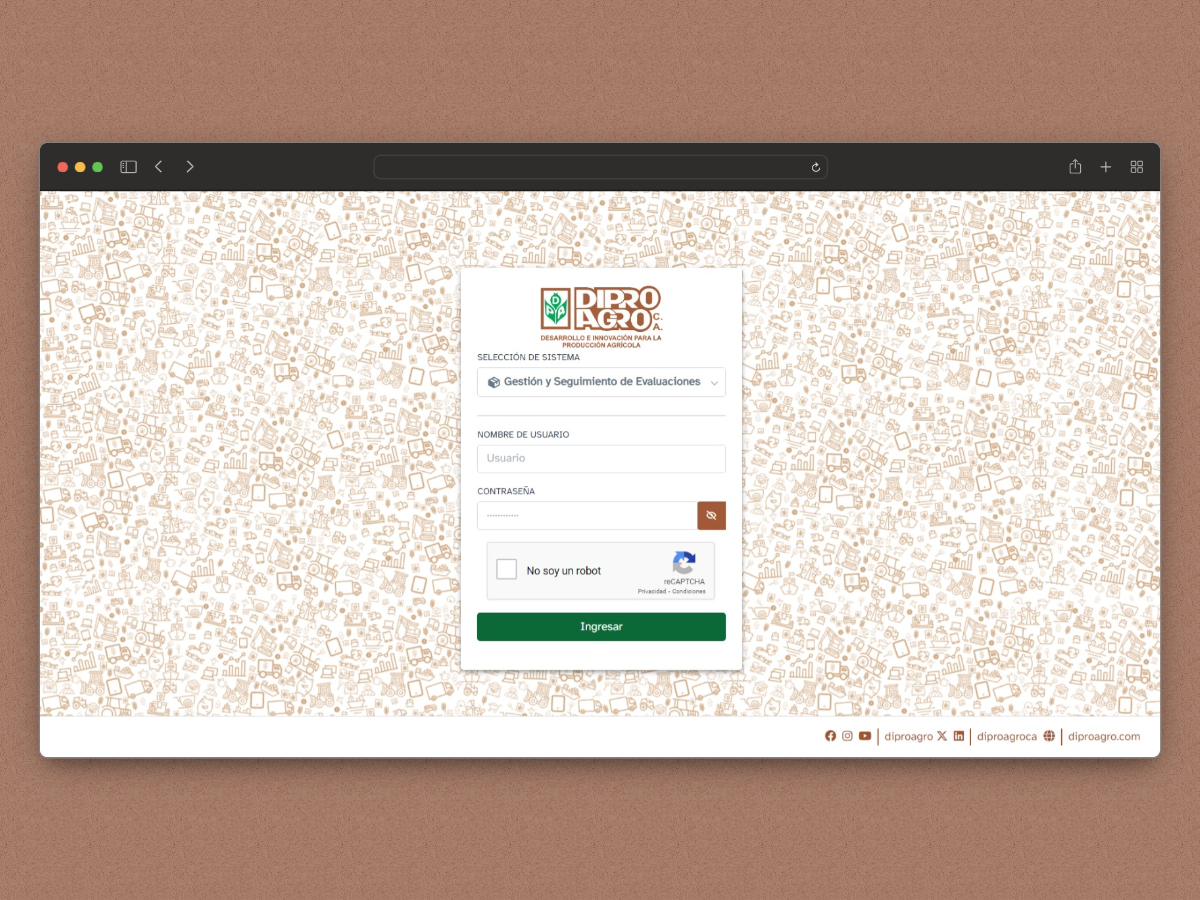 DIPRO
AGRO C.A.
DESARROLLO E INNOVACIÓN PARA LA
PRODUCCIÓN AGRÍCOLA
SELECCIÓN DE SISTEMA
Gestión y Seguimiento de Evaluaciones
NOMBRE DE USUARIO
Usuario
CONTRASEÑA
············
No soy un robot
reCAPTCHA
Privacidad - Condiciones
Ingresar
diproagro diproagroca diproagro.com